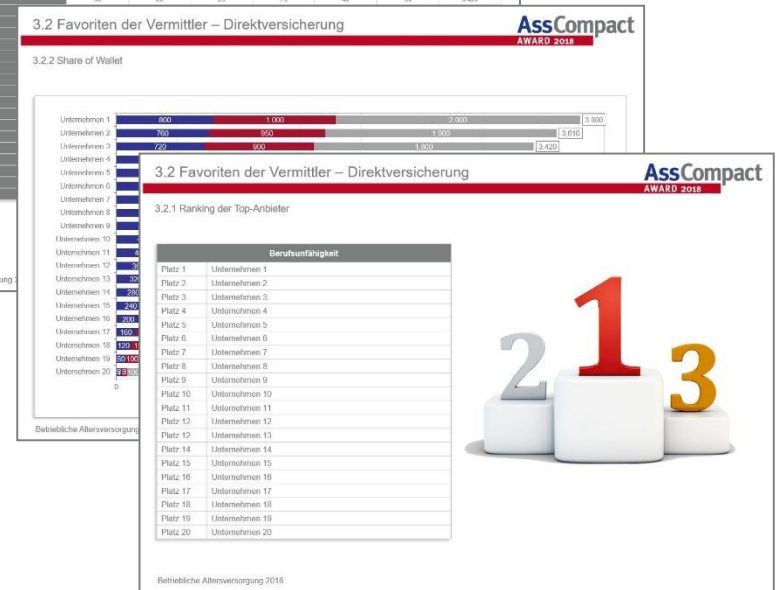 3.2 Favoriten der Vermittler – Direktversicherung
AssCompact
AWARD 2018
3.2.2 Share of Wallet
Unternehmen 1 800 1.000 2.000 3.800
Unternehmen 2 760 950 1.900 3.610
Unternehmen 3 720 900 1.800 3.420
Unternehmen 4
Unternehmen 5
Unternehmen 6
Unternehmen 7
Unternehmen 8
Unternehmen 9
Unternehmen 10
Unternehmen 11
Unternehmen 12
Unternehmen 13
Unternehmen 14 280
Unternehmen 15 240
Unternehmen 16 200
Unternehmen 17 160
Unternehmen 18 120
Unternehmen 19 80 100
Unternehmen 20
0
Betriebliche Altersversorgung
3.2 Favoriten der Vermittler – Direktversicherung
AssCompact
AWARD 2018
3.2.1 Ranking der Top-Anbieter
Berufsunfähigkeit
Platz 1 Unternehmen 1
Platz 2 Unternehmen 2
Platz 3 Unternehmen 3
Platz 4 Unternehmen 4
Platz 5 Unternehmen 5
Platz 6 Unternehmen 6
Platz 7 Unternehmen 7
Platz 8 Unternehmen 8
Platz 9 Unternehmen 9
Platz 10 Unternehmen 10
Platz 11 Unternehmen 11
Platz 12 Unternehmen 12
Platz 12 Unternehmen 13
Platz 14 Unternehmen 14
Platz 15 Unternehmen 15
Platz 16 Unternehmen 16
Platz 17 Unternehmen 17
Platz 18 Unternehmen 18
Platz 19 Unternehmen 19
Platz 20 Unternehmen 20
2 1 3
Betriebliche Altersversorgung 2018